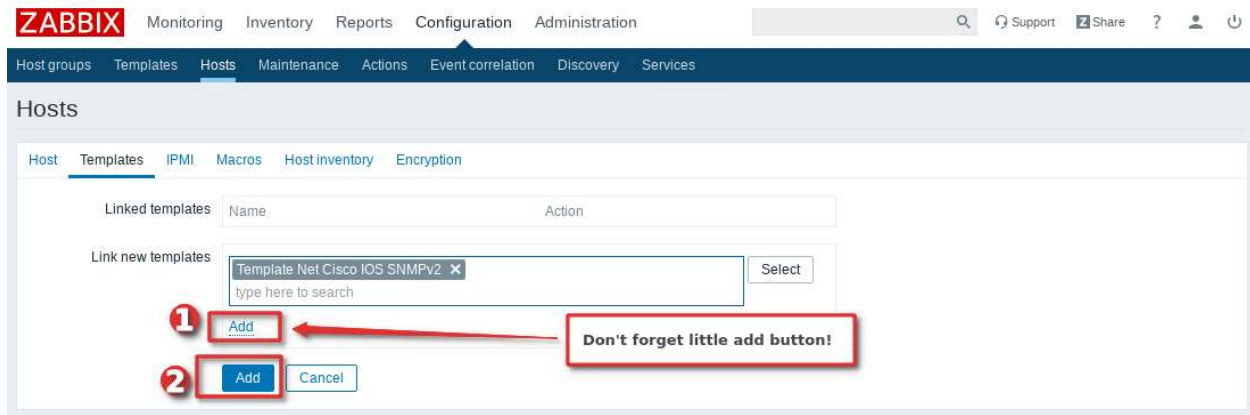 ZABBIX Monitoring Inventory Reports Configuration Administration Support Z Share ?
Host groups Templates Hosts Maintenance Actions Event correlation Discovery Services
Hosts
Host Templates IPMI Macros Host inventory Encryption
Linked templates Name Action
Link new templates Template Net Cisco IOS SNMPv2 Select
type here to search
1 Add Don't forget little add button!
2 Add Cancel